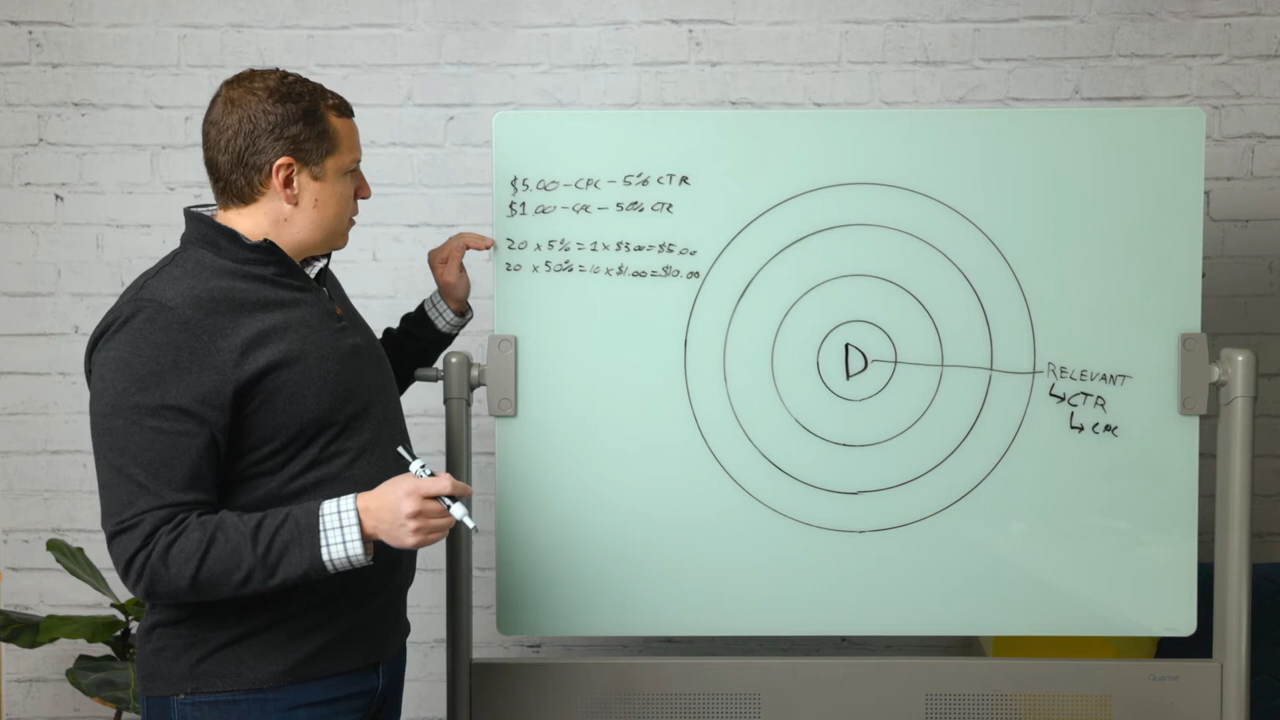 $5.00-CPC-5% CTR
$1.00-CPC-50% CTR
20 x 5% = 1 x $5.00=$5.00
20 x 50% = 10 x $1.00=$10.00
D
RELEVANT
↳CTR
↳CPC
Quartet